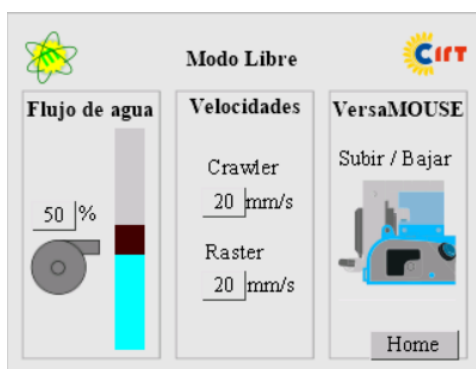 Modo Libre
CIRT
Flujo de agua
50 %
Velocidades
Crawler
20 mm/s
Raster
20 mm/s
VersaMOUSE
Subir / Bajar
Home